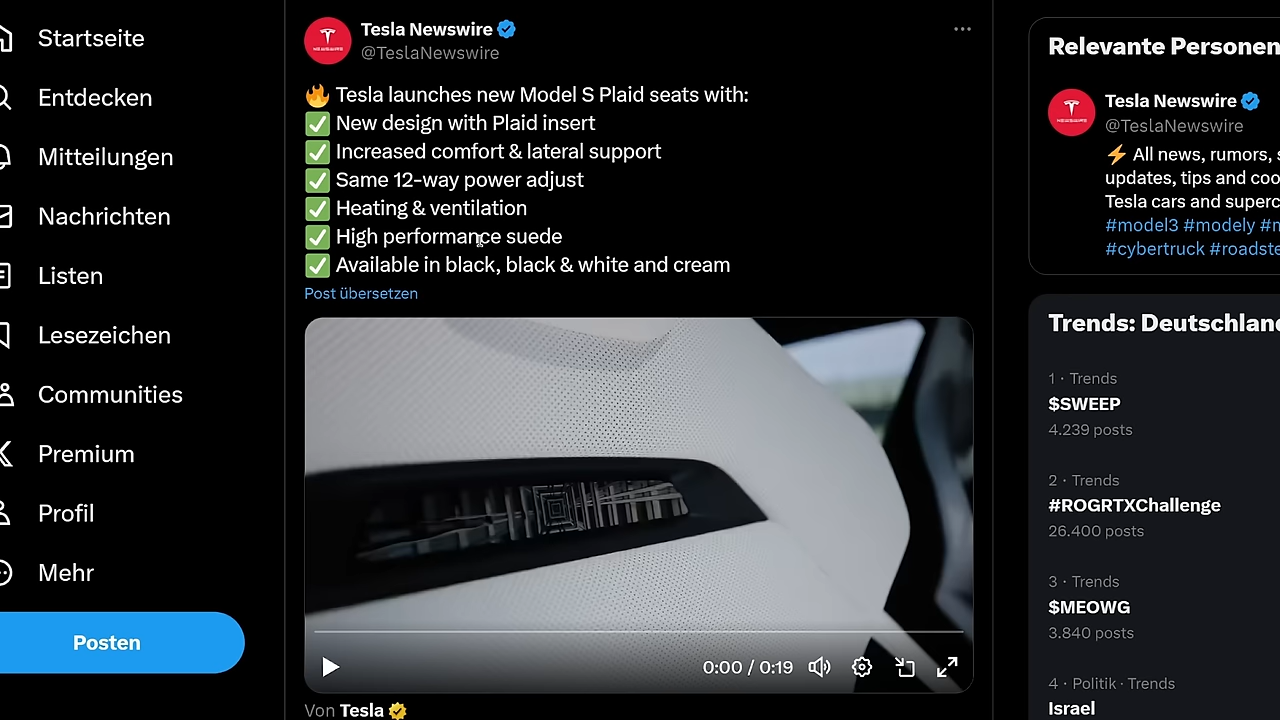 Startseite
Entdecken
Mitteilungen
Nachrichten
Listen
Lesezeichen
Communities
Premium
Profil
Mehr
Posten
Tesla Newswire
@TeslaNewswire
🔥 Tesla launches new Model S Plaid seats with:
✅ New design with Plaid insert
✅ Increased comfort & lateral support
✅ Same 12-way power adjust
✅ Heating & ventilation
✅ High performance suede
✅ Available in black, black & white and cream
Post übersetzen
0:00 / 0:19
Von Tesla
Relevante Personen
Tesla Newswire
@TeslaNewswire
⚡ All news, rumors, s
updates, tips and coo
Tesla cars and superc
#model3 #modely #m
#cybertruck #roadste
Trends: Deutschland
1 · Trends
$SWEEP
4.239 posts
2 · Trends
#ROGRTXChallenge
26.400 posts
3 · Trends
$MEOWG
3.840 posts
4 · Politik · Trends
Israel